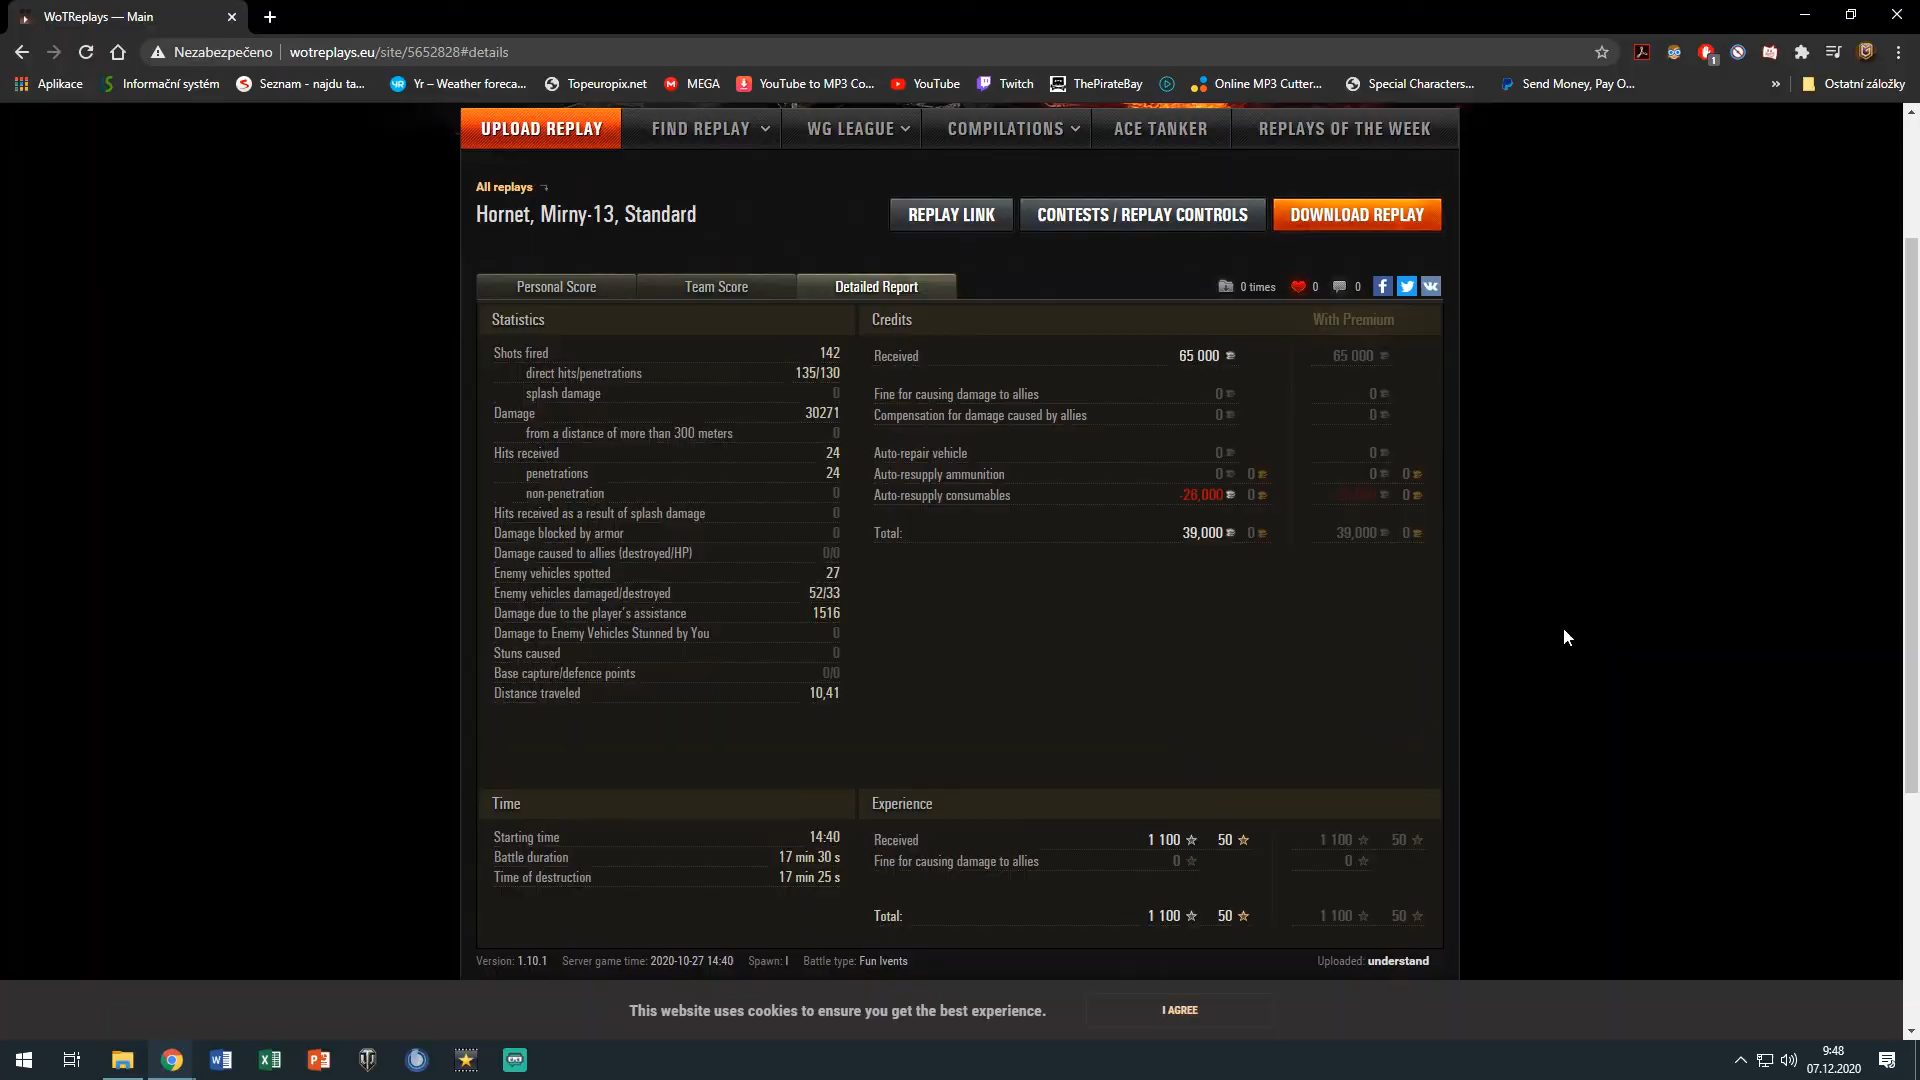 WoTReplays — Main
Nezabezpečeno
wotreplays.eu/site/5652828#details
1
Aplikace
Informační systém
Seznam - najdu ta...
Yr – Weather foreca...
Topeuropix.net
MEGA
YouTube to MP3 Co...
YouTube
Twitch
ThePirateBay
Online MP3 Cutter...
Special Characters...
Send Money, Pay O...
»
Ostatní záložky
UPLOAD REPLAY
FIND REPLAY
WG LEAGUE
COMPILATIONS
ACE TANKER
REPLAYS OF THE WEEK
All replays →
Hornet, Mirny-13, Standard
REPLAY LINK
CONTESTS / REPLAY CONTROLS
DOWNLOAD REPLAY
Personal Score
Team Score
Detailed Report
0 times
0
0
Statistics
Shots fired 142
direct hits/penetrations 135/130
splash damage 0
Damage 30271
from a distance of more than 300 meters 0
Hits received 24
penetrations 24
non-penetration 0
Hits received as a result of splash damage 0
Damage blocked by armor 0
Damage caused to allies (destroyed/HP) 0/0
Enemy vehicles spotted 27
Enemy vehicles damaged/destroyed 52/33
Damage due to the player's assistance 1516
Damage to Enemy Vehicles Stunned by You 0
Stuns caused 0
Base capture/defence points 0/0
Distance traveled 10,41
Credits With Premium
Received 65 000 65 000
Fine for causing damage to allies 0 0
Compensation for damage caused by allies 0 0
Auto-repair vehicle 0 0
Auto-resupply ammunition 0 0 0 0
Auto-resupply consumables -26,000 0 0
Total: 39,000 0 39,000 0
Time
Starting time 14:40
Battle duration 17 min 30 s
Time of destruction 17 min 25 s
Experience
Received 1 100 50 1 100 50
Fine for causing damage to allies 0 0
Total: 1 100 50 1 100 50
Version: 1.10.1 Server game time: 2020-10-27 14:40 Spawn: I Battle type: Fun Ivents
Uploaded: understand
This website uses cookies to ensure you get the best experience.
I AGREE
9:48
07.12.2020